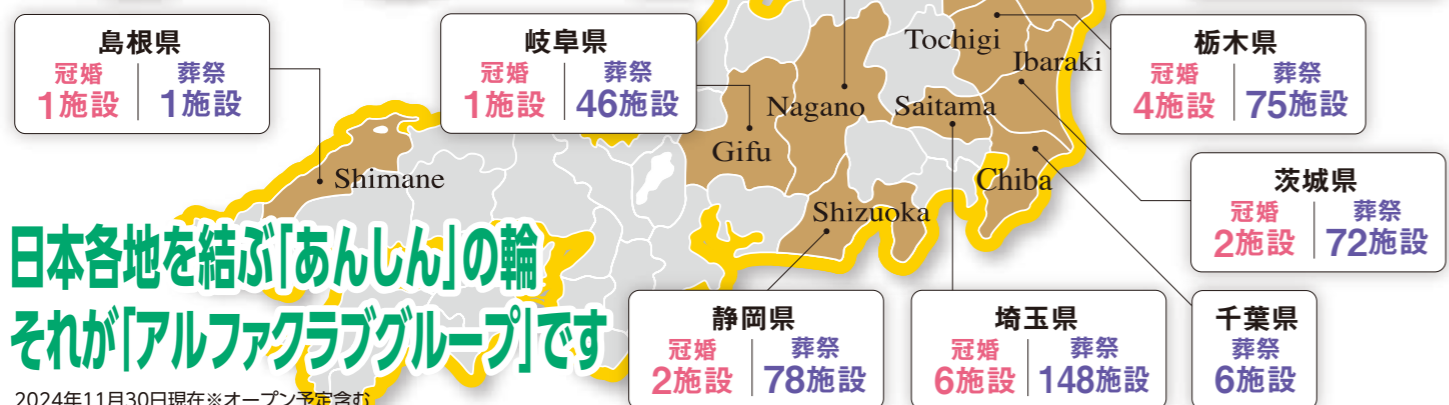 島根県
冠婚 葬祭
1施設 1施設
岐阜県
冠婚 葬祭
1施設 46施設
栃木県
冠婚 葬祭
4施設 75施設
Tochigi
Ibaraki
Nagano
Saitama
Gifu
Shimane
Chiba
Shizuoka
茨城県
冠婚 葬祭
2施設 72施設
日本各地を結ぶ「あんしん」の輪
それが「アルファクラブグループ」です
静岡県
冠婚 葬祭
2施設 78施設
埼玉県
冠婚 葬祭
6施設 148施設
千葉県
葬祭
6施設
2024年11月30日現在※オープン予定含む